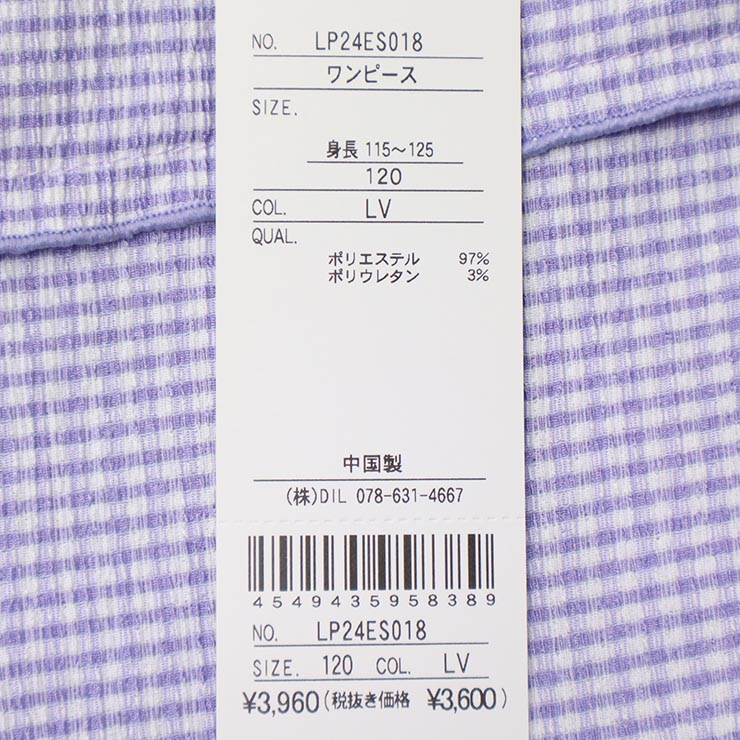 NO. LP24ES018
ワンピース
SIZE.
身長 115～125
120
COL. LV
QUAL.
ポリエステル 97%
ポリウレタン 3%
中国製
(株)DIL 078-631-4667
4549435958389
NO. LP24ES018
SIZE. 120 COL. LV
¥3,960(税抜き価格 ¥3,600)